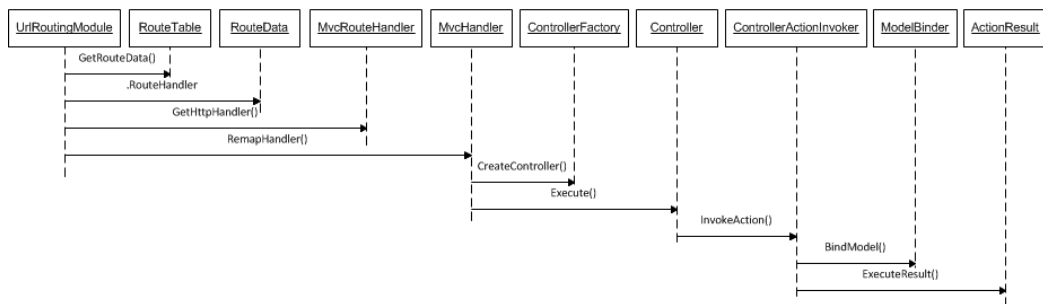 UrlRoutingModule RouteTable RouteData MvcRouteHandler MvcHandler ControllerFactory Controller ControllerActionInvoker ModelBinder ActionResult
GetRouteData()
.RouteHandler
GetHttpHandler()
RemapHandler()
CreateController()
Execute()
InvokeAction()
BindModel()
ExecuteResult()